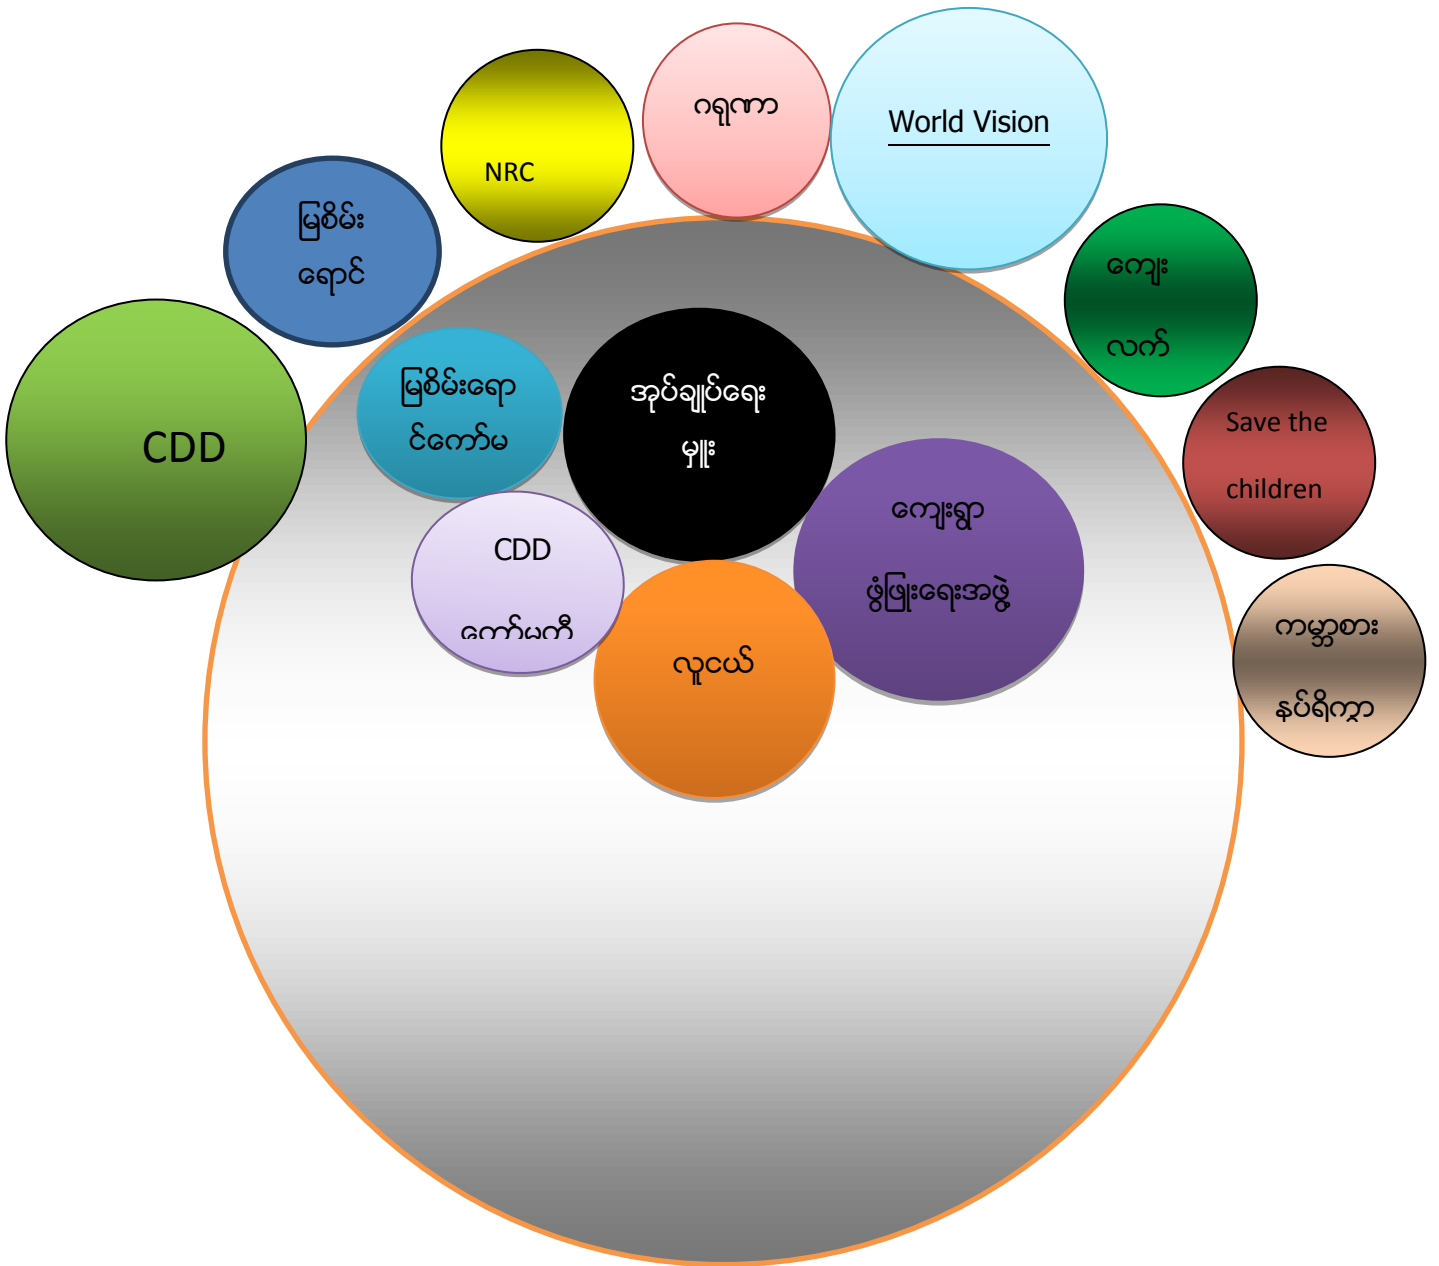 ဂရုဏာ
World Vision
NRC
မြစိမ်း
ရောင်
ကျေး
လက်
CDD
မြစိမ်းရော
င်ကော်မ
အုပ်ချုပ်ရေး
မှူး
Save the
children
ကျေးရွာ
ဖွံဖြိုးရေးအဖွဲ့
CDD
ကော်မတီ
လူငယ်
ကမ္ဘာစား
နပ်ရိက္ခာ